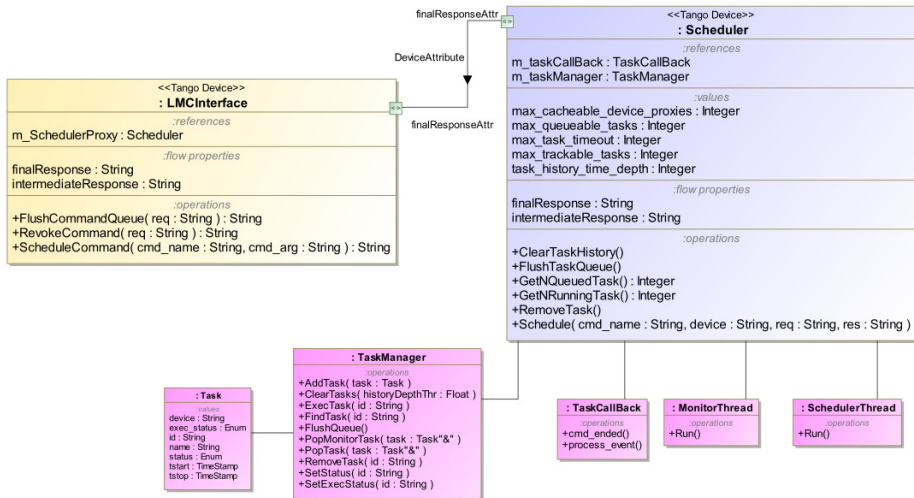 finalResponseAttr
DeviceAttribute
finalResponseAttr
<<Tango Device>>
: LMCInterface
:references
m_SchedulerProxy : Scheduler
:flow properties
finalResponse : String
intermediateResponse : String
:operations
+FlushCommandQueue( req : String ) : String
+RevokeCommand( req : String ) : String
+ScheduleCommand( cmd_name : String, cmd_arg : String ) : String
<<Tango Device>>
: Scheduler
:references
m_taskCallBack : TaskCallBack
m_taskManager : TaskManager
:values
max_cacheable_device_proxies : Integer
max_queueable_tasks : Integer
max_task_timeout : Integer
max_trackable_tasks : Integer
task_history_time_depth : Integer
:flow properties
finalResponse : String
intermediateResponse : String
:operations
+ClearTaskHistory()
+FlushTaskQueue()
+GetNQueuedTask() : Integer
+GetNRunningTask() : Integer
+RemoveTask()
+Schedule( cmd_name : String, device : String, req : String, res : String )
: Task
:values
device : String
exec_status : Enum
id : String
name : String
status : Enum
tstart : TimeStamp
tstop : TimeStamp
: TaskManager
:operations
+AddTask( task : Task )
+ClearTasks( historyDepthThr : Float )
+ExecTask( id : String )
+FindTask( id : String )
+FlushQueue()
+PopMonitorTask( task : Task"&" )
+PopTask( task : Task"&" )
+RemoveTask( id : String )
+SetStatus( id : String )
+SetExecStatus( id : String )
: TaskCallBack
:operations
+cmd_ended()
+process_event()
: MonitorThread
:operations
+Run()
: SchedulerThread
:operations
+Run()